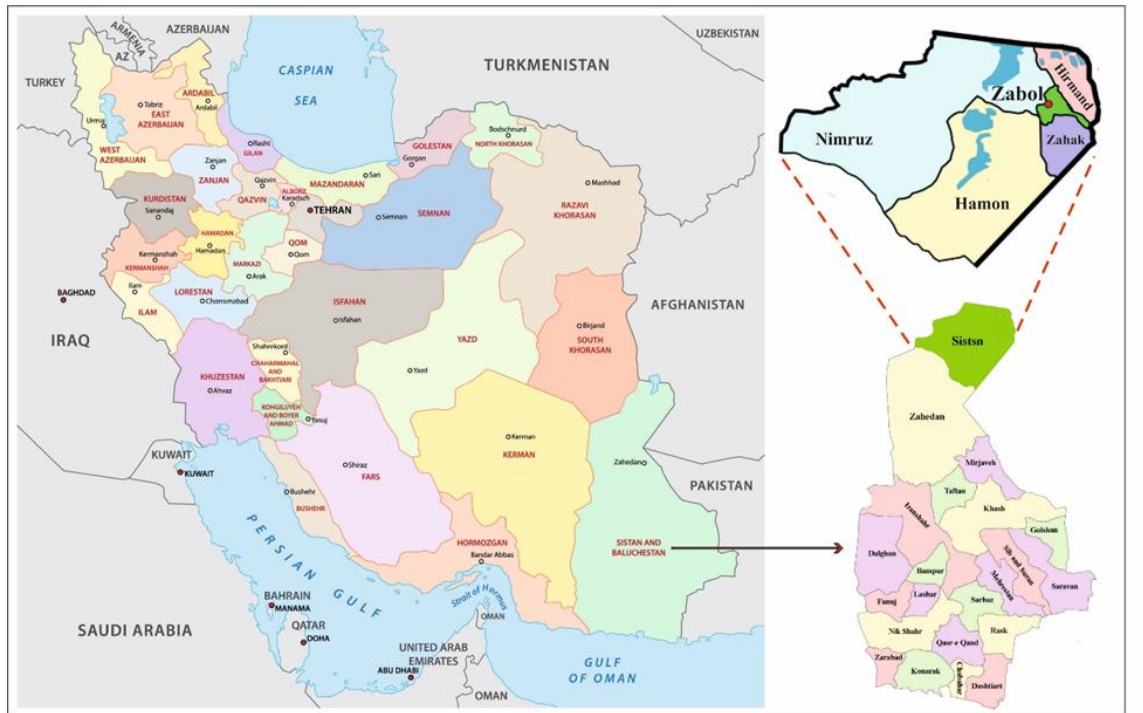 AZERBAIJAN
ARMENIA
AZ
TURKEY
UZBEKISTAN
TURKMENISTAN
CASPIAN
SEA
ARDABIL
Ardabil
Tabriz
EAST
AZERBAIJAN
Urmia
WEST
AZERBAIJAN
Rasht
GILAN
Zanjan
ZANJAN
Qazvin
QAZVIN
ALBORZ
Karadsch
TEHRAN
MAZANDARAN
Sari
GOLESTAN
Gorgan
Bodschnurd
NORTH KHORASAN
Mashhad
RAZAVI
KHORASAN
Semnan
SEMNAN
KURDISTAN
Sanandaj
HAMADAN
Hamadan
QOM
Qom
MARKAZI
Arak
Kermanshah
KERMANSHAH
Ilam
ILAM
LORESTAN
Chorramabad
BAGHDAD
IRAQ
ISFAHAN
Isfahan
AFGHANISTAN
Birjand
SOUTH
KHORASAN
YAZD
Yazd
Shahrekord
CHAHARMAHAL
AND
BAKHTIARI
KHUZESTAN
Ahvaz
KOHGILUYEH
AND BOYER
AHMAD
Yasuj
Kerman
KERMAN
KUWAIT
KUWAIT
Shiraz
FARS
Zahedan
PAKISTAN
Bushehr
BUSHEHR
PERSIAN GULF
HORMOZGAN
Bandar Abbas
SISTAN AND
BALUCHESTAN
Strait of Hormus
BAHRAIN
MANAMA
QATAR
DOHA
OMAN
SAUDI ARABIA
UNITED ARAB
EMIRATES
ABU DHABI
GULF
OF OMAN
OMAN
Hirmand
Zabol
Nimruz
Zahak
Hamon
Sistsn
Zahedan
Mirjaveh
Taftan
Khash
Iranshahr
Golshan
Dalghan
Bampur
Sib and Suran
Mehrestan
Saravan
Fanuj
Lashar
Sarbaz
Nik Shahr
Qasr-e Qand
Rask
Zarabad
Konarak
Chabahar
Dashtiari